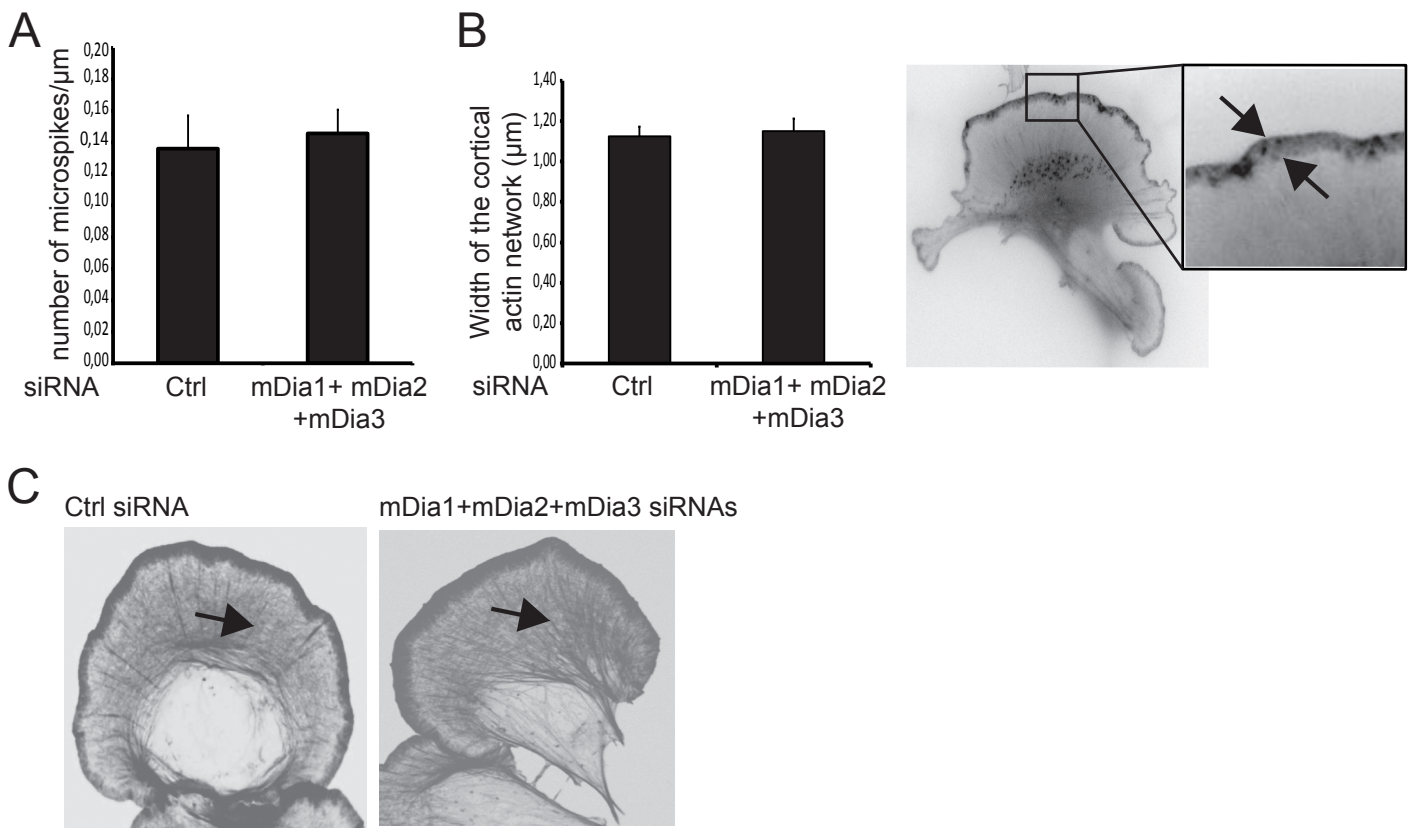 A
number of microspikes/µm
0,20
0,18
0,16
0,14
0,12
0,10
0,08
0,06
0,04
0,02
0,00
siRNA
Ctrl
mDia1+ mDia2
+mDia3
B
Width of the cortical
actin network (µm)
1,40
1,20
1,00
0,80
0,60
0,40
0,20
0,00
siRNA
Ctrl
mDia1+ mDia2
+mDia3
C
Ctrl siRNA
mDia1+mDia2+mDia3 siRNAs